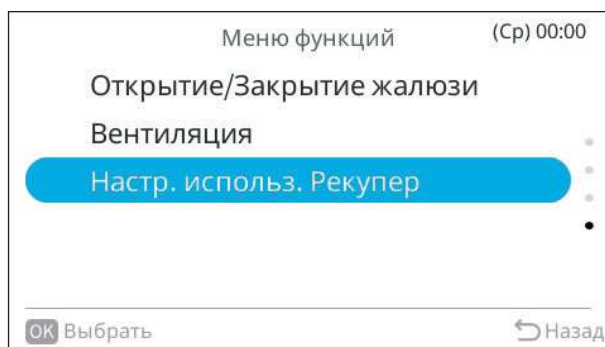 Меню функций (Ср) 00:00
Открытие/Закрытие жалюзи
Вентиляция
Настр. использ. Рекупер
OK Выбрать Назад